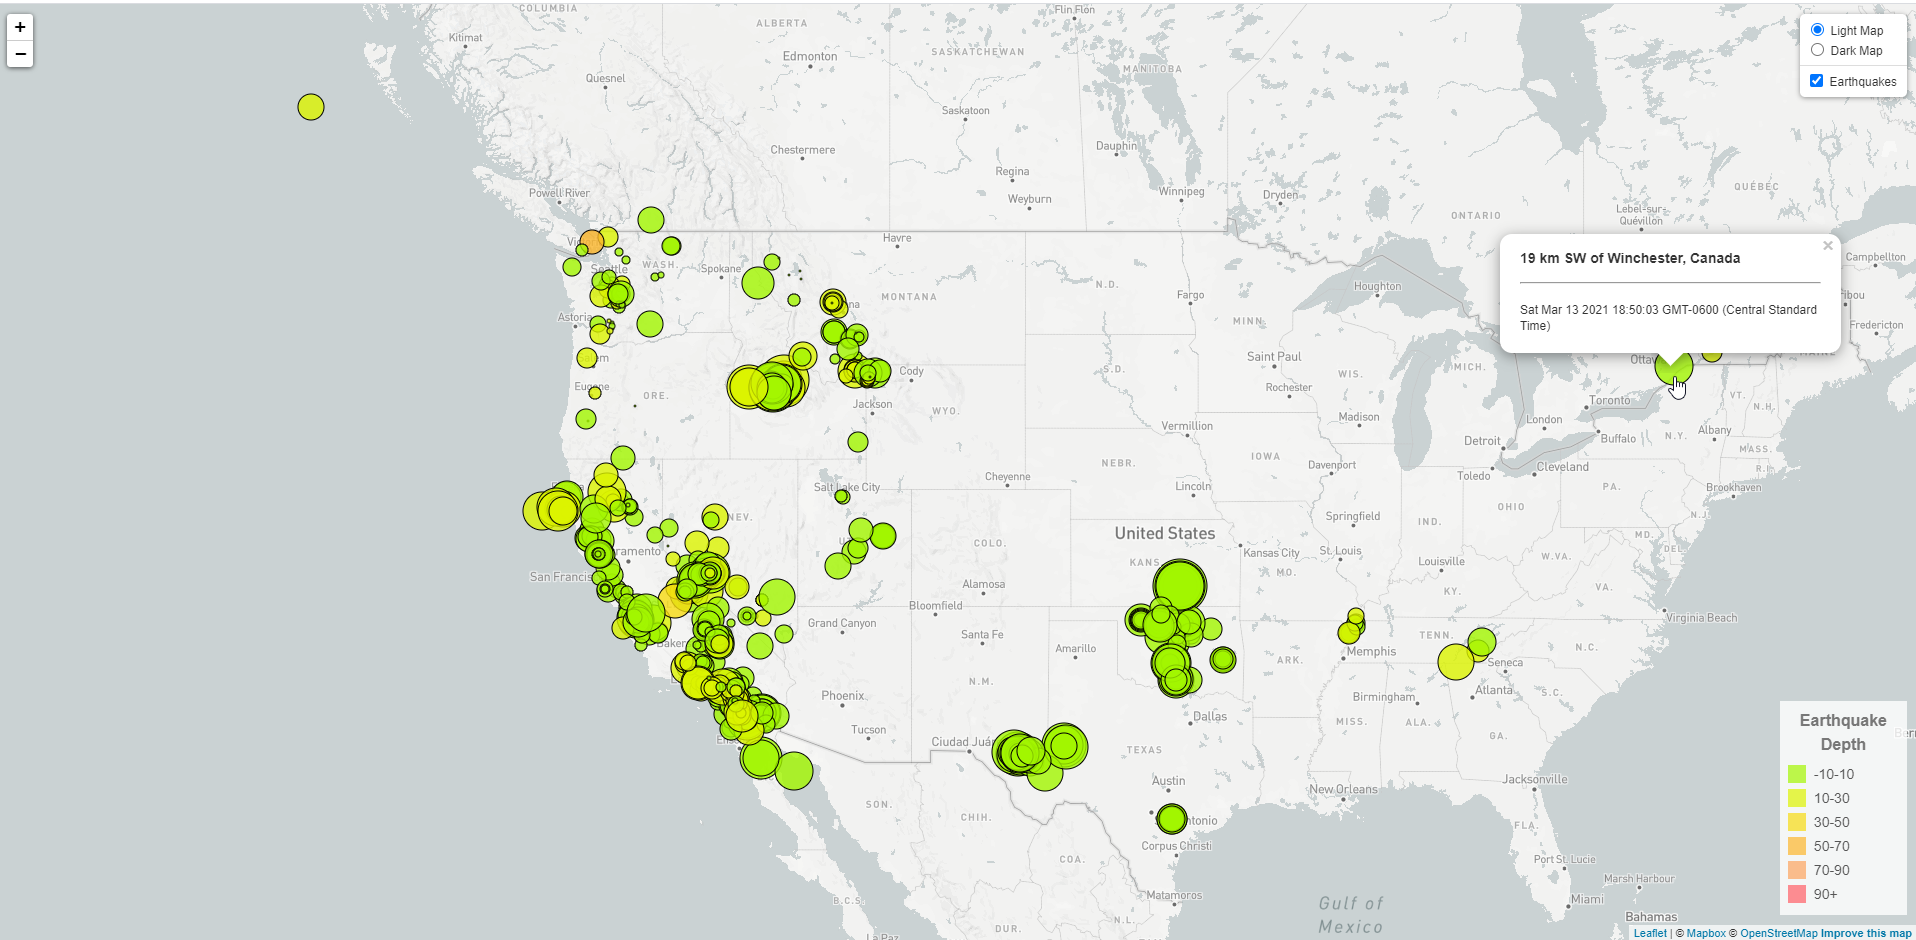 +
−
Light Map
Dark Map
Earthquakes
COLUMBIA
Flin Flon
ALBERTA
Kitimat
SASKATCHEWAN
Edmonton
MANITOBA
Quesnel
Saskatoon
Chestermere
Dauphin
Regina
Powell River
Winnipeg
Weyburn
Dryden
QUÉBEC
Lebel-sur-
Quévillon
ONTARIO
Havre
Campbellton
Seattle
WASH.
Spokane
×
19 km SW of Winchester, Canada
Sat Mar 13 2021 18:50:03 GMT-0600 (Central Standard
Time)
MONTANA
N.D.
Fargo
Houghton
Astoria
MINN.
Fredericton
Saint Paul
MICH.
MAINE
Salem
Cody
S.D.
WIS.
Rochester
Eugene
ORE.
Jackson
WYO.
Toronto
VT.
N.H.
Madison
London
Vermillion
Detroit
Buffalo
N.Y.
Albany
MASS.
NEBR.
IOWA
Davenport
Toledo
Cleveland
R.I.
Cheyenne
Salt Lake City
Lincoln
PA.
Brookhaven
NEV.
Springfield
IND.
OHIO
N.J.
United States
MD.
DEL.
COLO.
Kansas City
St. Louis
W.VA.
KANS.
Louisville
San Francis
Alamosa
MO.
KY.
VA.
Bloomfield
Virginia Beach
Grand Canyon
Santa Fe
TENN.
Amarillo
Memphis
N.C.
ARK.
Seneca
N.M.
Phoenix
Birmingham
Atlanta
S.C.
Dallas
MISS.
ALA.
Tucson
Ciudad Juá
TEXAS
GA.
Austin
Jacksonville
New Orleans
SON.
CHIH.
ntonio
FLA.
Corpus Christi
COA.
Port St. Lucie
Marsh Harbour
B.C.S.
Matamoros
Miami
Gulf of
Mexico
N.L.
Bahamas
DUR.
La Paz
Earthquake
Depth
-10-10
10-30
30-50
50-70
70-90
90+
Leaflet | © Mapbox © OpenStreetMap Improve this map